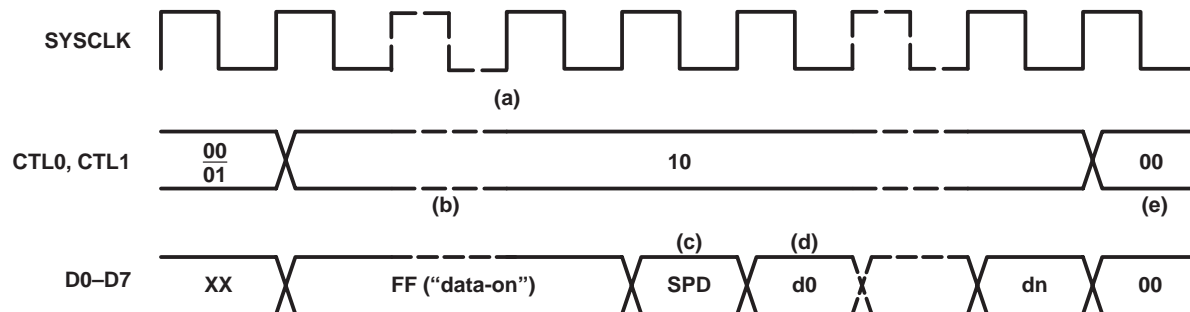 SYSCLK
(a)
CTL0, CTL1
00
01
10
00
(b)
(e)
(c)
(d)
D0–D7
XX
FF ("data-on")
SPD
d0
dn
00